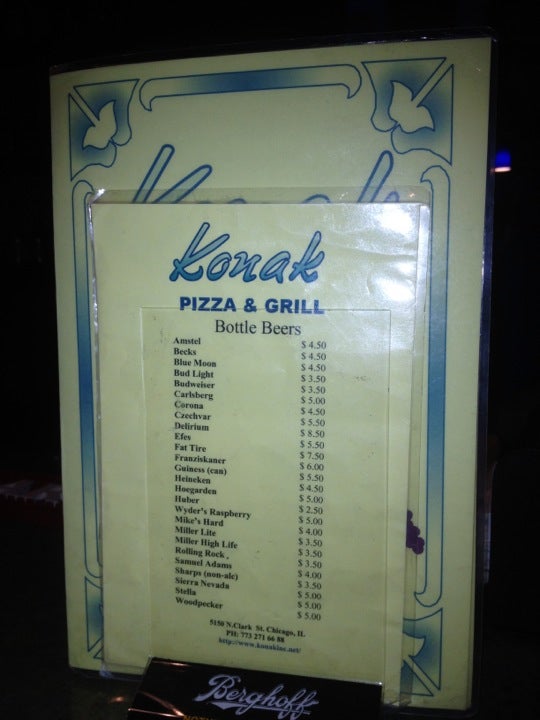 Konak
Konak
PIZZA & GRILL
Bottle Beers
Amstel $ 4.50
Becks $ 4.50
Blue Moon $ 4.50
Bud Light $ 3.50
Budweiser $ 3.50
Carlsberg $ 5.00
Corona $ 4.50
Czechvar $ 5.50
Delirium $ 8.50
Efes $ 5.50
Fat Tire $ 7.50
Franziskaner $ 6.00
Guiness (can) $ 5.50
Heineken $ 4.50
Hoegarden $ 5.00
Huber $ 2.50
Wyder's Raspberry $ 5.00
Mike's Hard $ 4.00
Miller Lite $ 3.50
Miller High Life $ 3.50
Rolling Rock , $ 3.50
Samuel Adams $ 4.00
Sharps (non-alc) $ 3.50
Sierra Nevada $ 5.00
Stella $ 5.00
Woodpecker $ 5.00
5150 N.Clark St. Chicago, IL
PH: 773 271 66 88
http://www.konakinc.net/
Berghoff